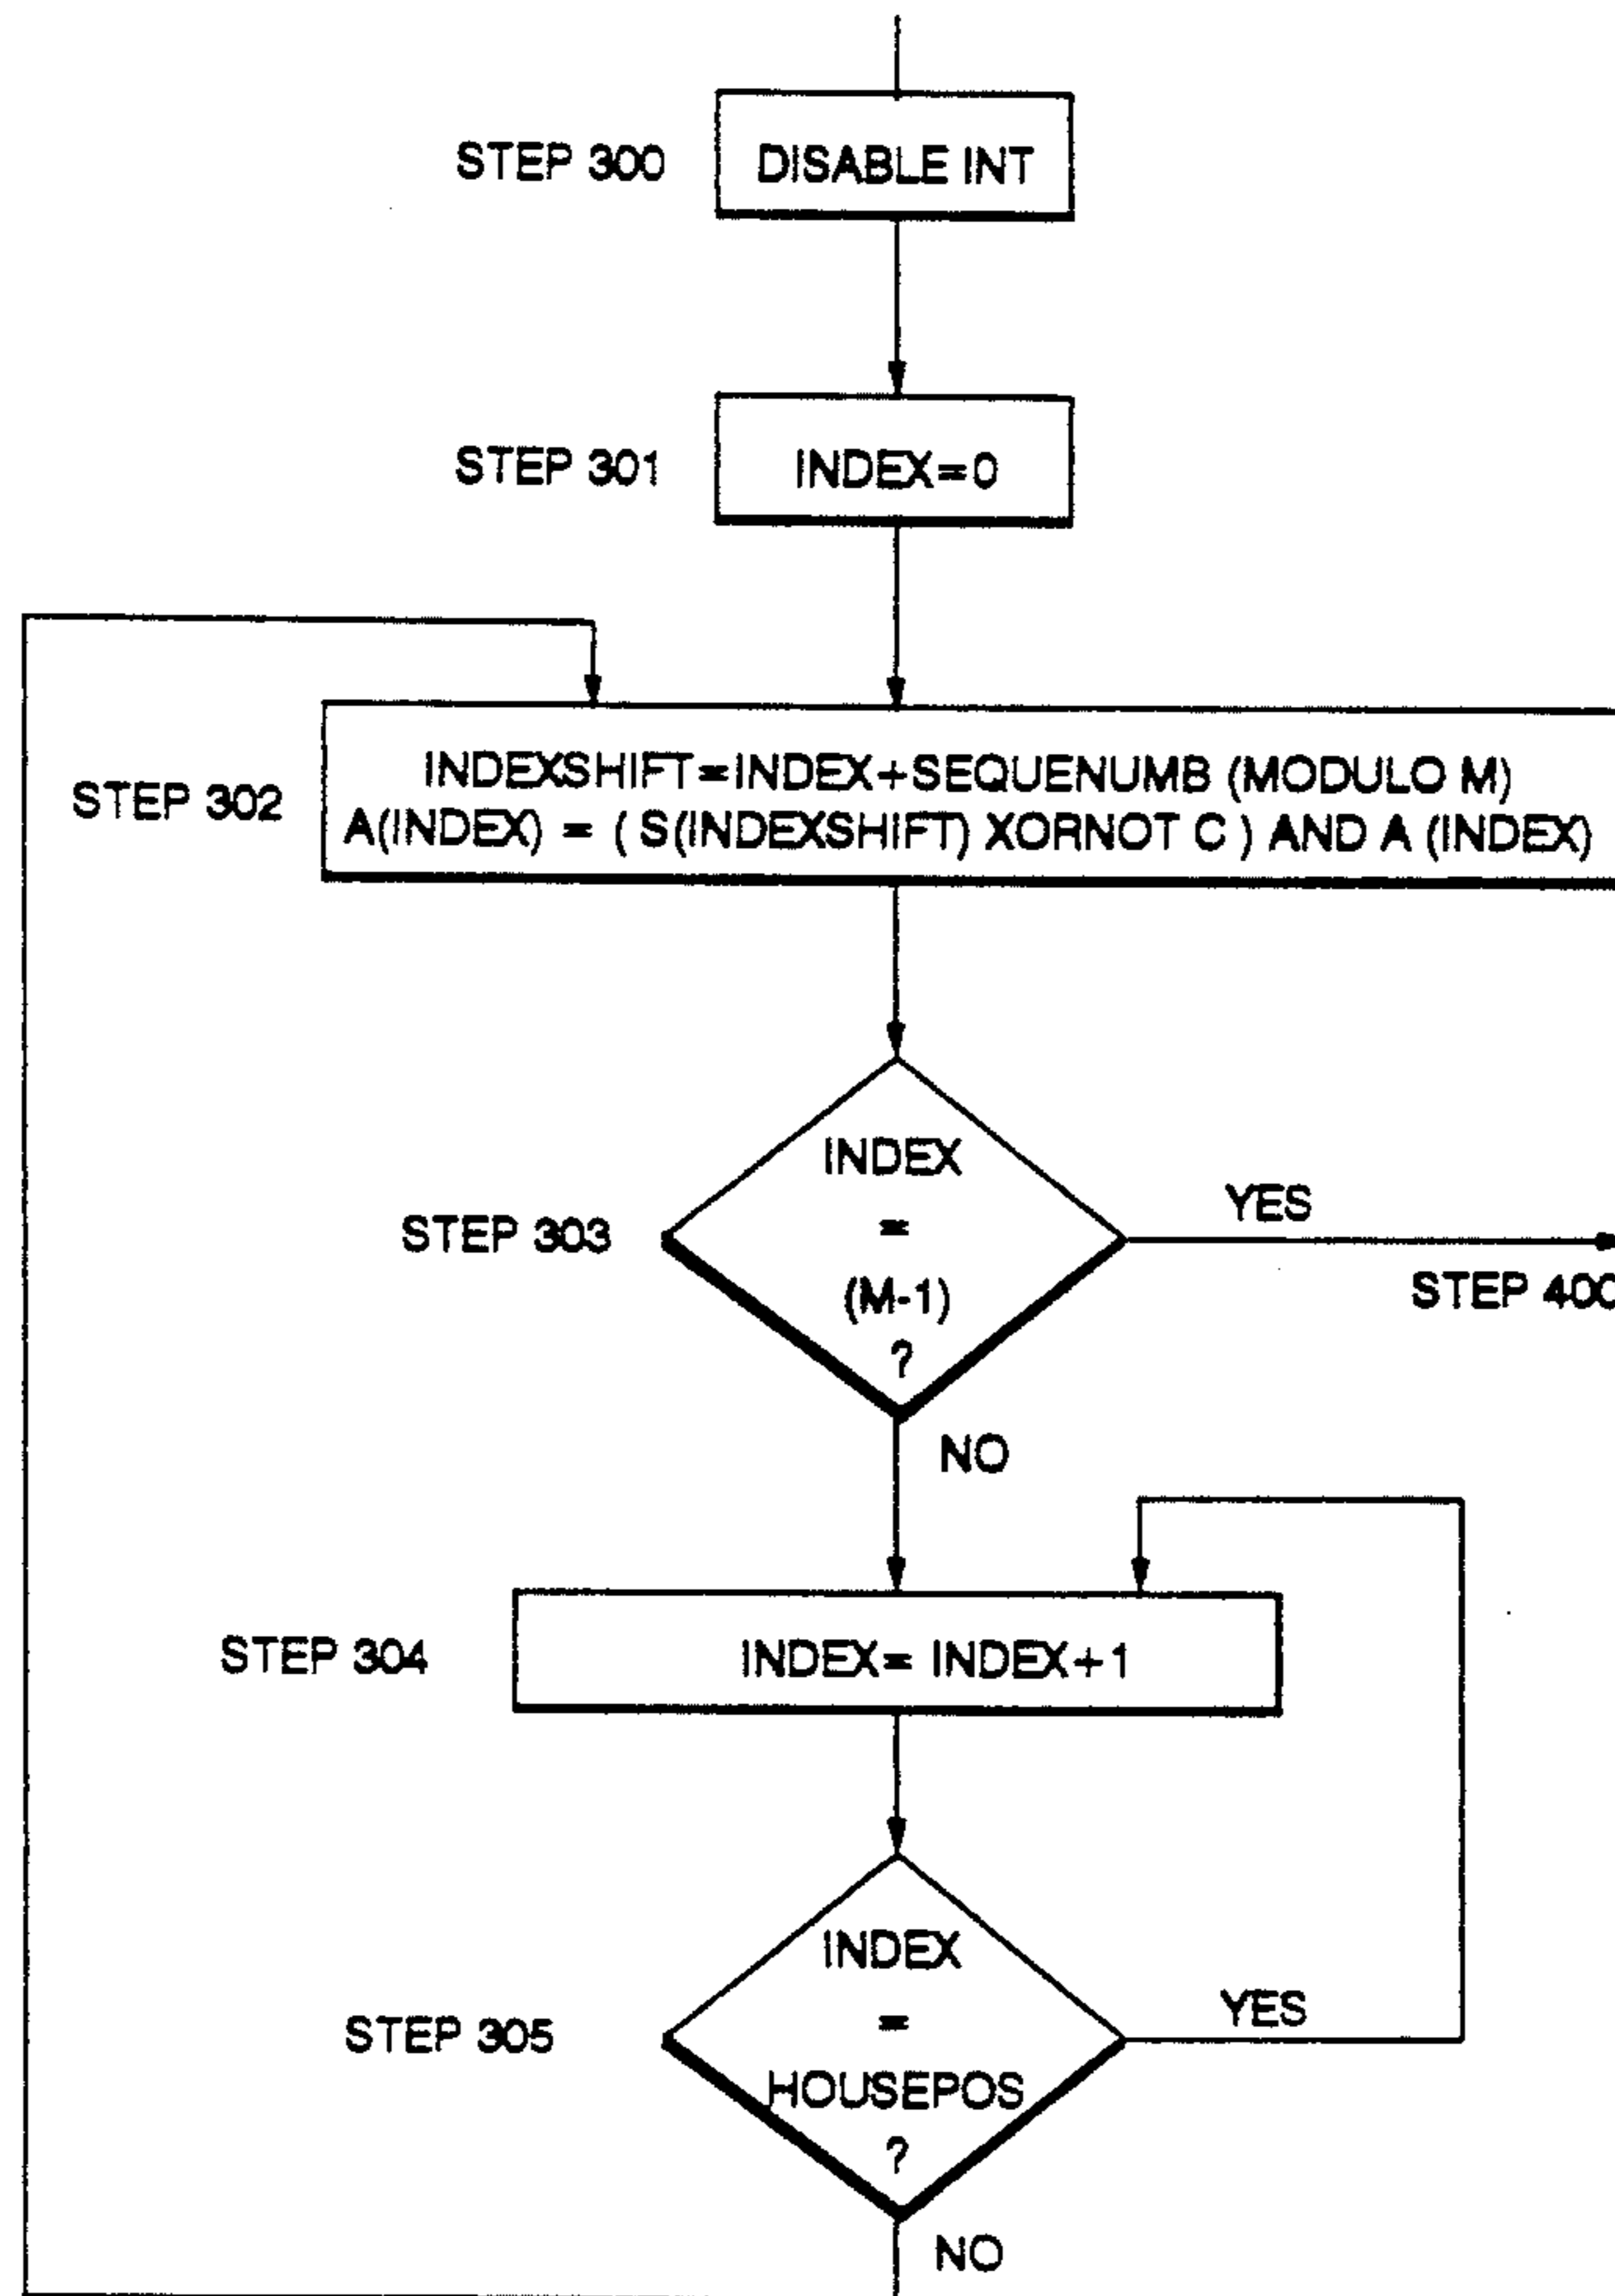 STEP 300
DISABLE INT
STEP 301
INDEX=0
STEP 302
INDEXSHIFT=INDEX+SEQUENUMB (MODULO M)
A(INDEX) = ( S(INDEXSHIFT) XORNOT C ) AND A (INDEX)
STEP 303
INDEX
=
(M-1)
?
YES
STEP 400
NO
STEP 304
INDEX= INDEX+1
STEP 305
INDEX
=
HOUSEPOS
?
YES
NO